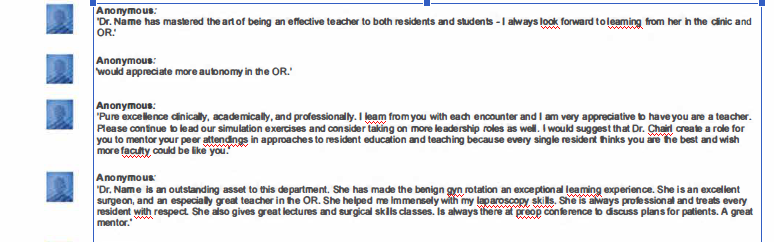 Anonymous:
'Dr. Name has mastered the art of being an effective teacher to both residents and students - I always look forward to learning from her in the clinic and
OR.'
Anonymous:
'would appreciate more autonomy in the OR.'
Anonymous:
'Pure excellence clinically, academically, and professionally. I learn from you with each encounter and I am very appreciative to have you are a teacher.
Please continue to lead our simulation exercises and consider taking on more leadership roles as well. I would suggest that Dr. Chairl create a role for
you to mentor your peer attendings in approaches to resident education and teaching because every single resident thinks you are the best and wish
more faculty could be like you.'
Anonymous:
'Dr. Name is an outstanding asset to this department. She has made the benign gyn rotation an exceptional learning experience. She is an excellent
surgeon, and an especially great teacher in the OR. She helped me immensely with my laparoscopy skills. She is always professional and treats every
resident with respect. She also gives great lectures and surgical skills classes. Is always there at preop conference to discuss plans for patients. A great
mentor.'